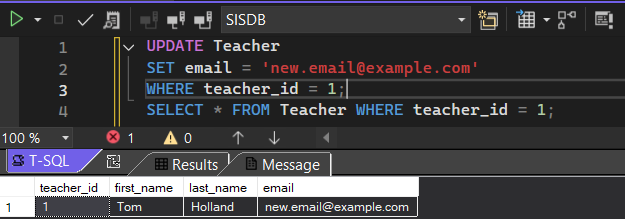 SISDB
1 UPDATE Teacher
2 SET email = 'new.email@example.com'
3 WHERE teacher_id = 1;
4 SELECT * FROM Teacher WHERE teacher_id = 1;
100 % 1 0
T-SQL Results Message
teacher_id first_name last_name email
1 1 Tom Holland new.email@example.com